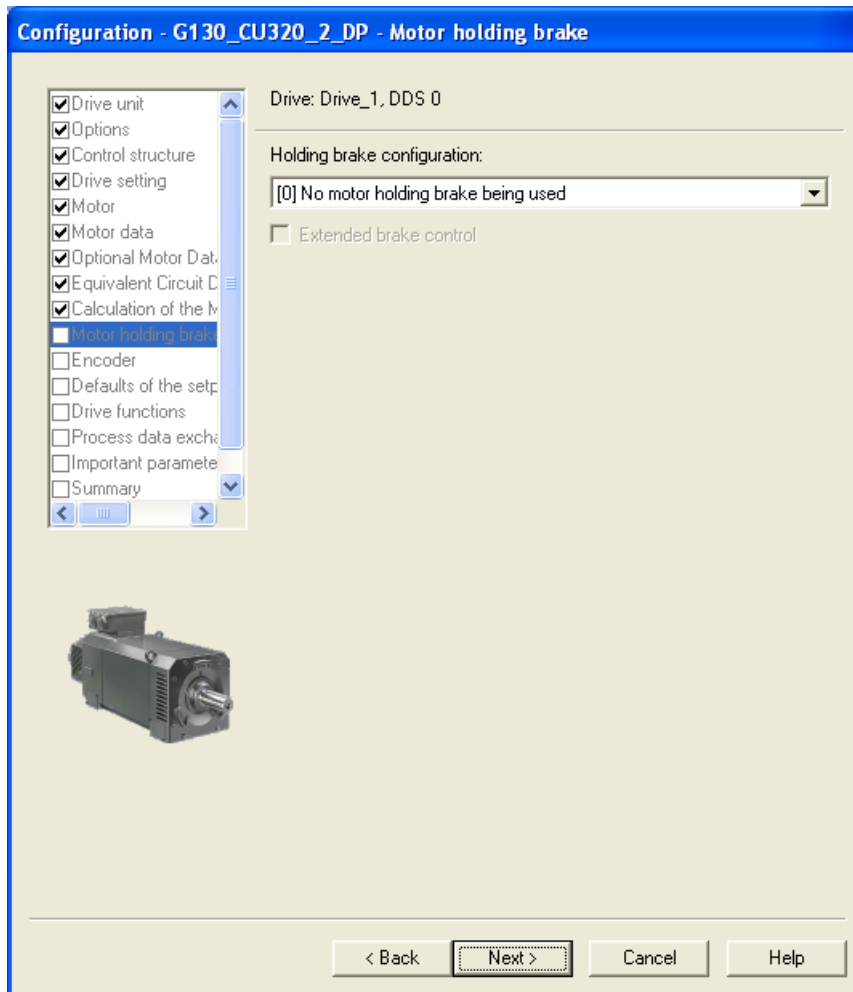 Configuration - G130_CU320_2_DP - Motor holding brake
Drive unit
Options
Control structure
Drive setting
Motor
Motor data
Optional Motor Dat
Equivalent Circuit D
Calculation of the M
Motor holding brake
Encoder
Defaults of the setp
Drive functions
Process data excha
Important paramete
Summary
Drive: Drive_1, DDS 0
Holding brake configuration:
[0] No motor holding brake being used
Extended brake control
< Back
Next >
Cancel
Help